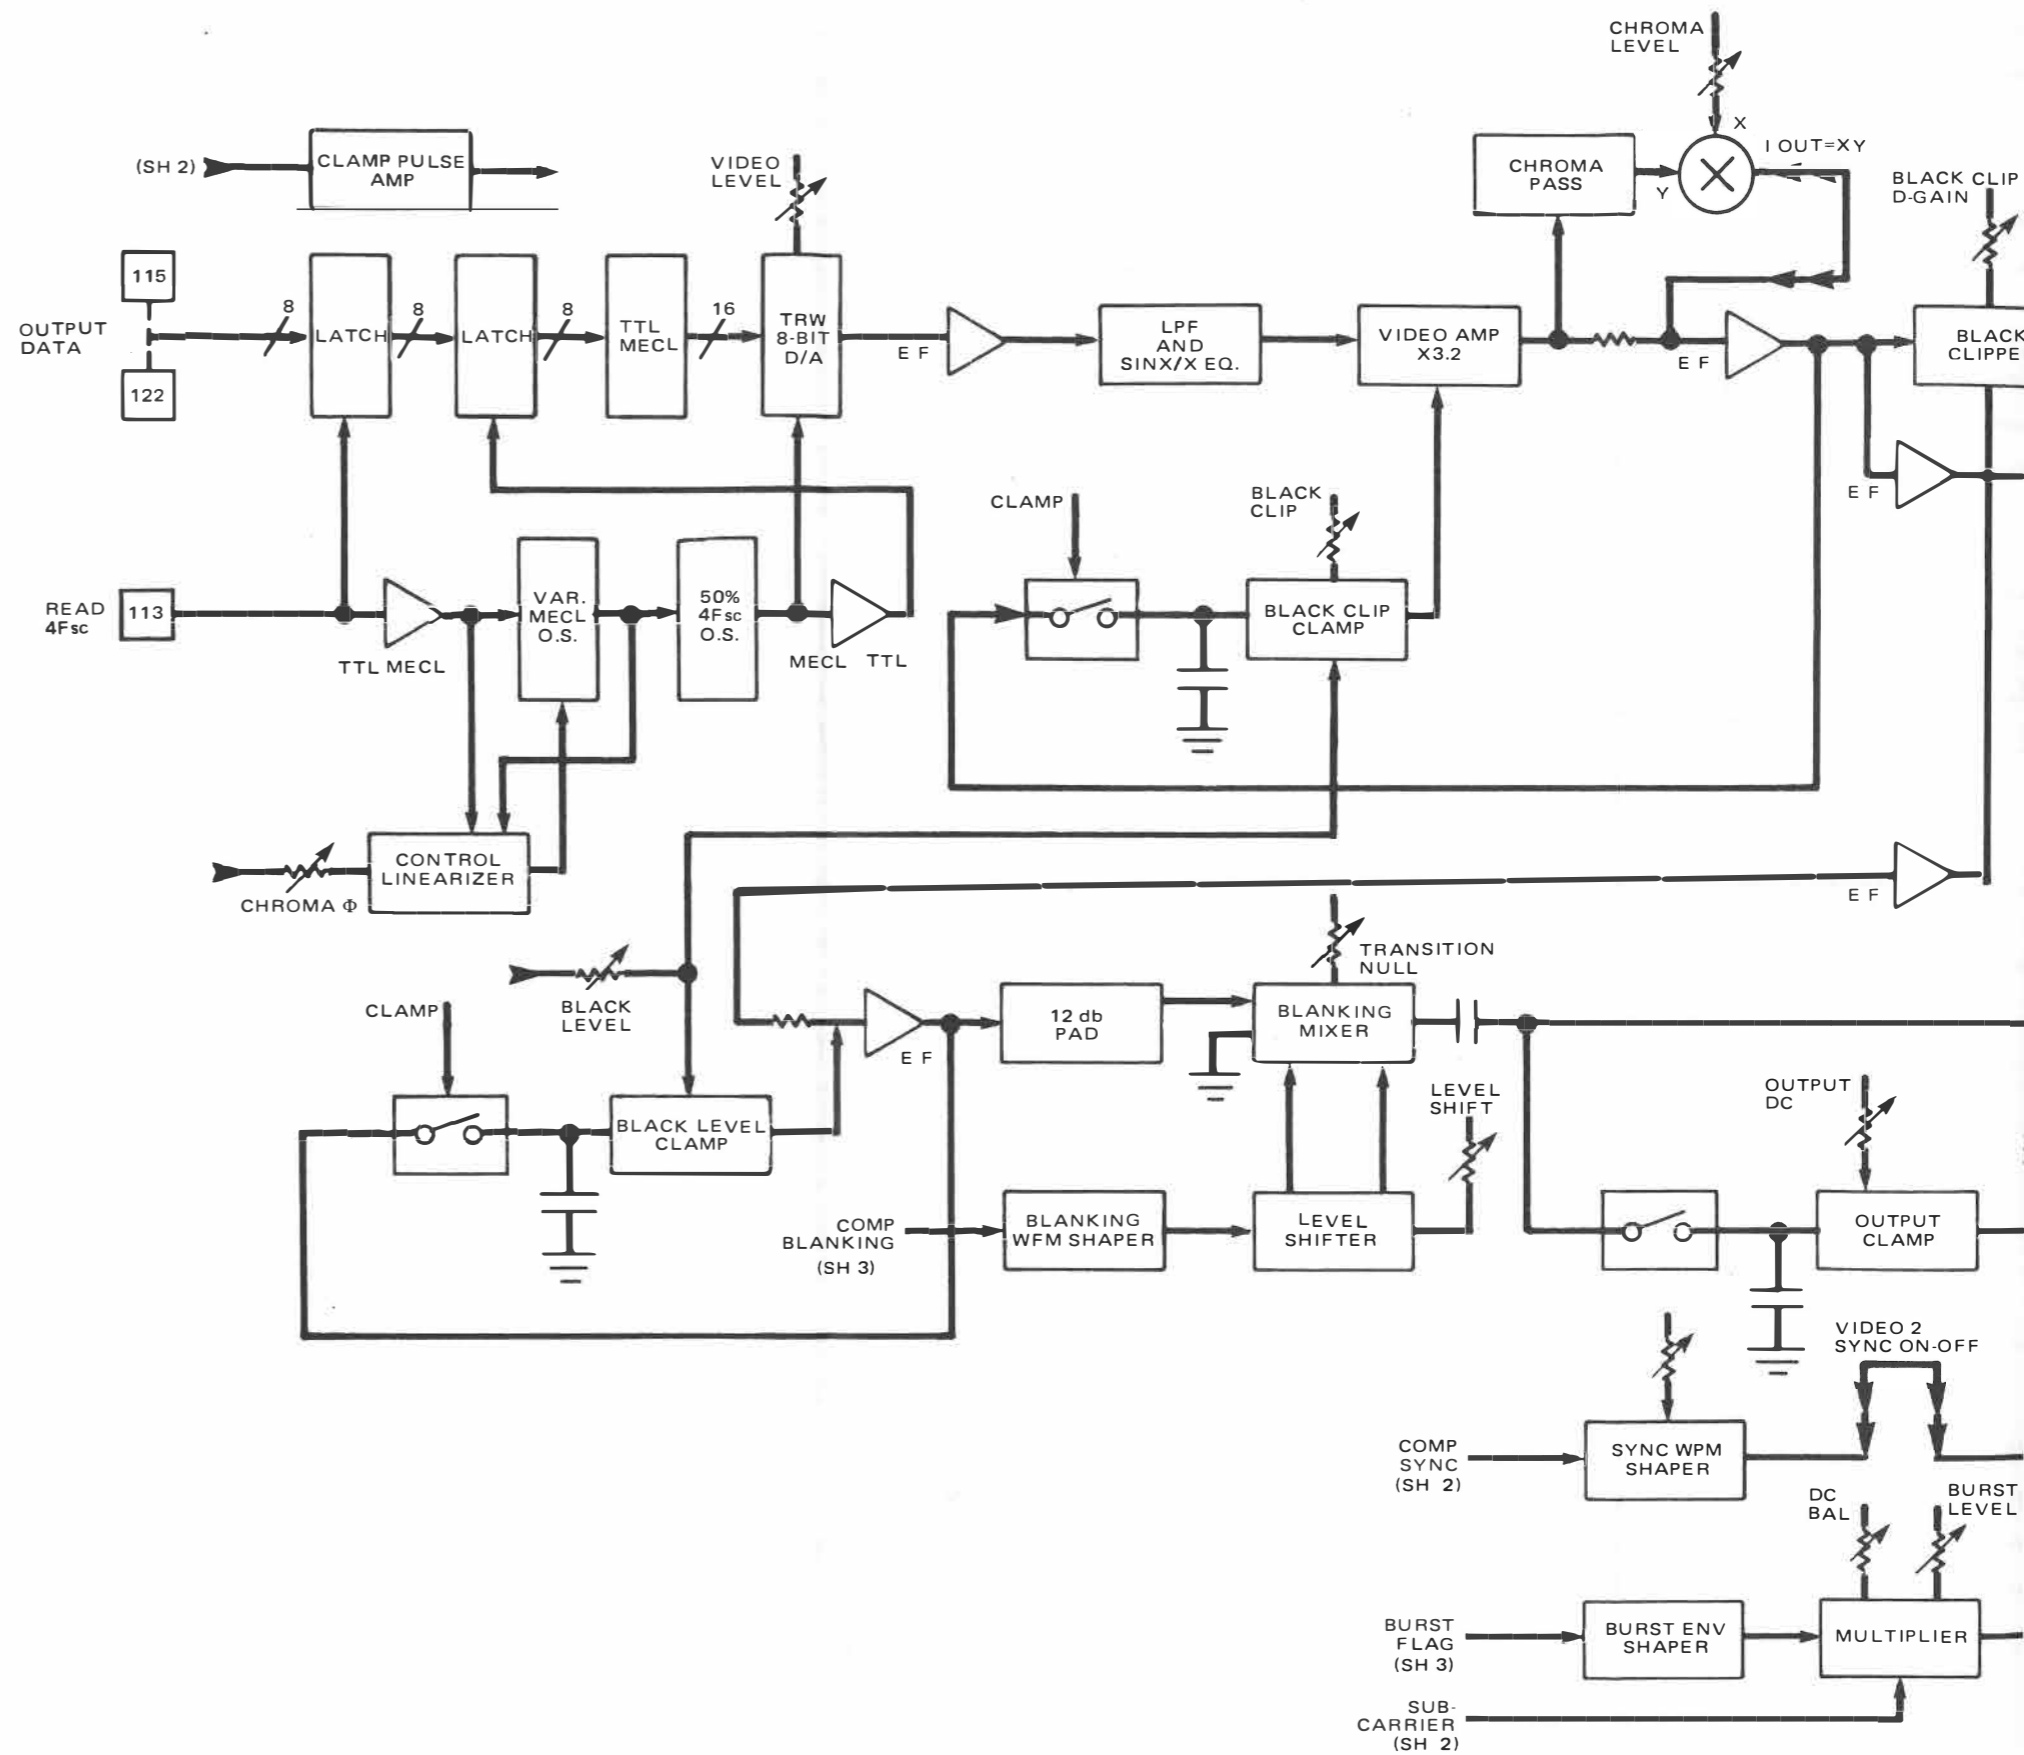 CHROMA
LEVEL
X
I OUT=XY
(SH 2)
CLAMP PULSE
AMP
VIDEO
LEVEL
CHROMA
PASS
Y
BLACK CLIP
D-GAIN
115
OUTPUT
DATA
122
8
LATCH
8
LATCH
8
TTL
MECL
16
TRW
8-BIT
D/A
E F
LPF
AND
SINX/X EQ.
VIDEO AMP
X3.2
E F
BLACK
CLIPPE
E F
CLAMP
BLACK
CLIP
READ
4Fsc
113
TTL MECL
VAR.
MECL
O.S.
50%
4Fsc
O.S.
MECL TTL
BLACK CLIP
CLAMP
CONTROL
LINEARIZER
CHROMA Φ
E F
BLACK
LEVEL
CLAMP
TRANSITION
NULL
E F
12 db
PAD
BLANKING
MIXER
LEVEL
SHIFT
OUTPUT
DC
BLACK LEVEL
CLAMP
COMP
BLANKING
(SH 3)
BLANKING
WFM SHAPER
LEVEL
SHIFTER
OUTPUT
CLAMP
VIDEO 2
SYNC ON-OFF
COMP
SYNC
(SH 2)
SYNC WPM
SHAPER
DC
BAL
BURST
LEVEL
BURST
FLAG
(SH 3)
BURST ENV
SHAPER
MULTIPLIER
SUB-
CARRIER
(SH 2)